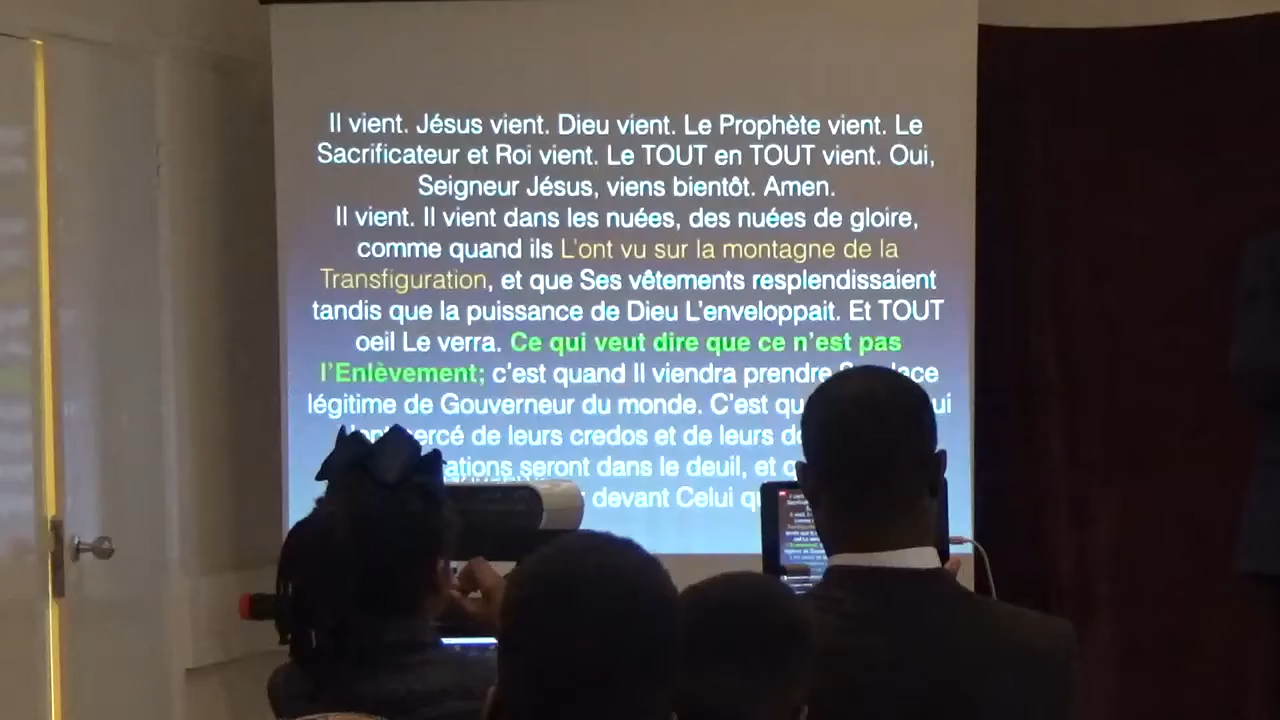 Il vient. Jésus vient. Dieu vient. Le Prophète vient. Le
Sacrificateur et Roi vient. Le TOUT en TOUT vient. Oui,
Seigneur Jésus, viens bientôt. Amen.
Il vient. Il vient dans les nuées, des nuées de gloire,
comme quand ils L'ont vu sur la montagne de la
Transfiguration, et que Ses vêtements resplendissaient
tandis que la puissance de Dieu L'enveloppait. Et TOUT
oeil Le verra. Ce qui veut dire que ce n'est pas
l'Enlèvement; c'est quand Il viendra prendre
légitime de Gouverneur du monde. C'est
de leurs credos et de leurs
seront dans le deuil, et
devant Celui